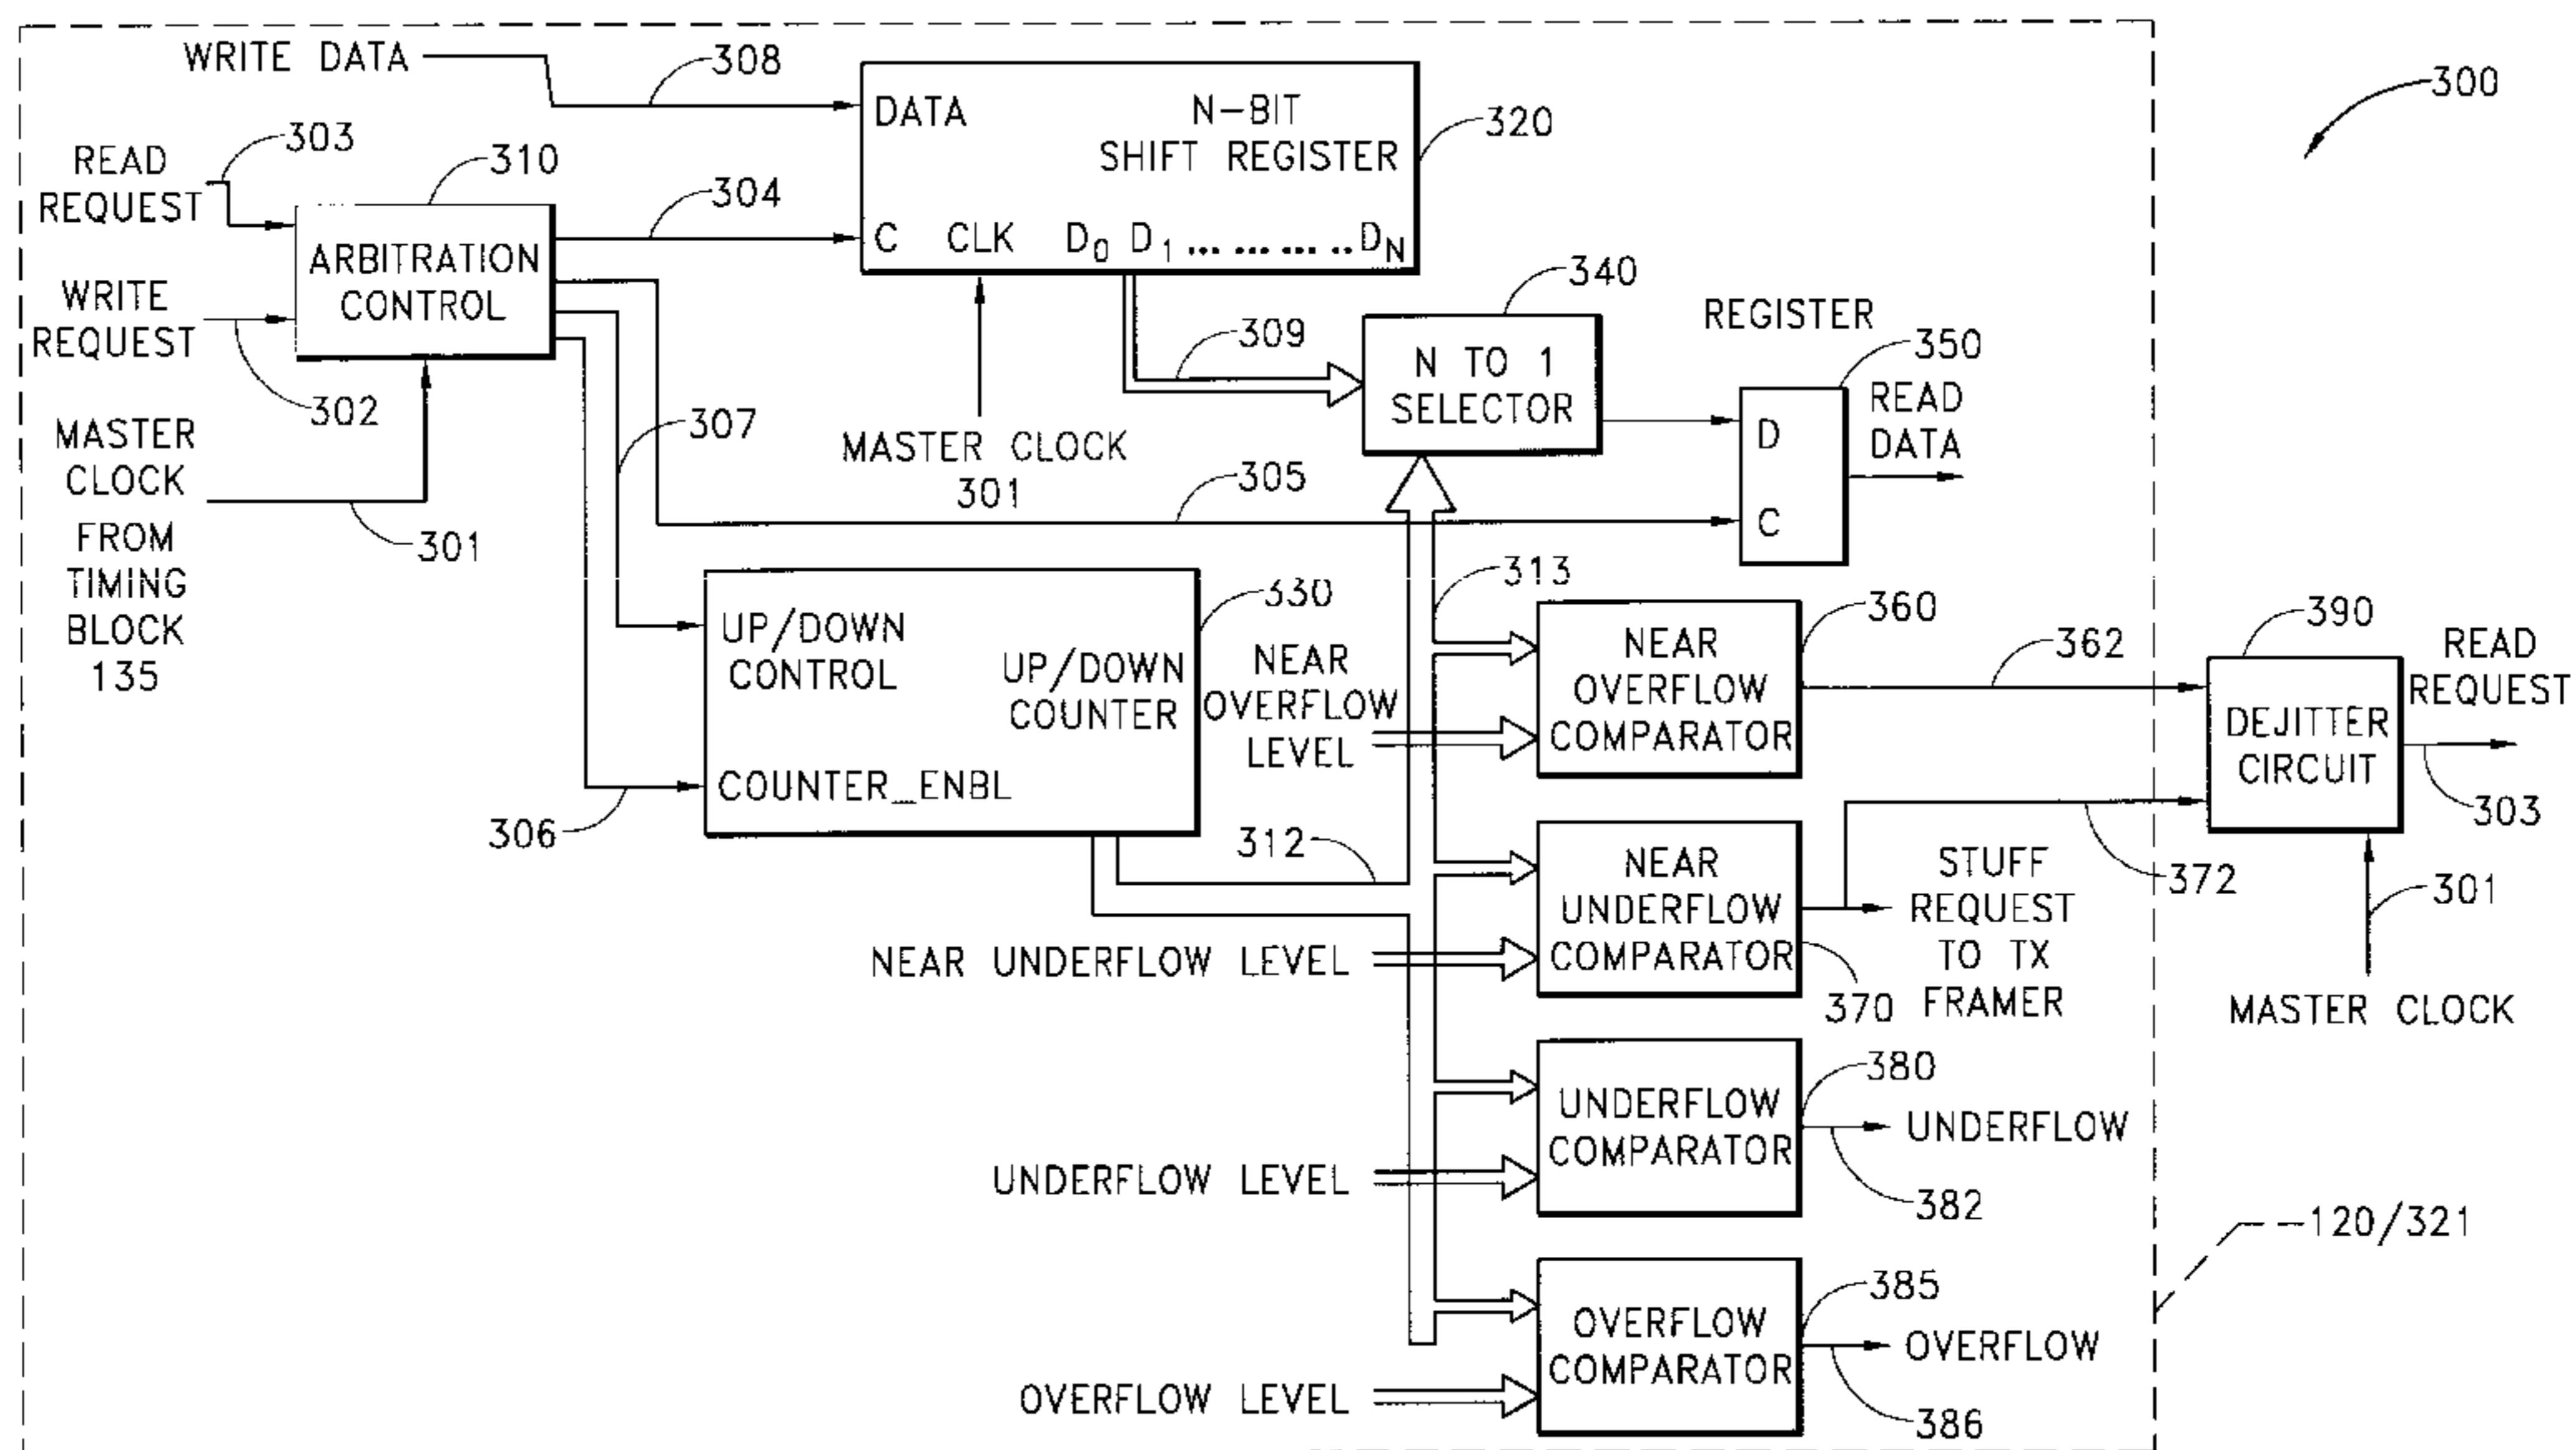 WRITE DATA
308
300
303
READ
REQUEST
310
304
DATA
N-BIT
SHIFT REGISTER
320
C CLK D0 D1 ... ... ... .. DN
ARBITRATION
CONTROL
WRITE
REQUEST
302
MASTER
CLOCK
301
FROM
TIMING
BLOCK
135
307
MASTER CLOCK
301
309
340
N TO 1
SELECTOR
REGISTER
350
D
C
READ
DATA
305
313
330
UP/DOWN
CONTROL
UP/DOWN
COUNTER
COUNTER_ENBL
306
312
NEAR
OVERFLOW
LEVEL
360
NEAR
OVERFLOW
COMPARATOR
362
390
DEJITTER
CIRCUIT
READ
REQUEST
303
372
301
MASTER CLOCK
NEAR UNDERFLOW LEVEL
NEAR
UNDERFLOW
COMPARATOR
370
STUFF
REQUEST
TO TX
FRAMER
UNDERFLOW LEVEL
UNDERFLOW
COMPARATOR
380
UNDERFLOW
382
120/321
OVERFLOW LEVEL
OVERFLOW
COMPARATOR
385
OVERFLOW
386